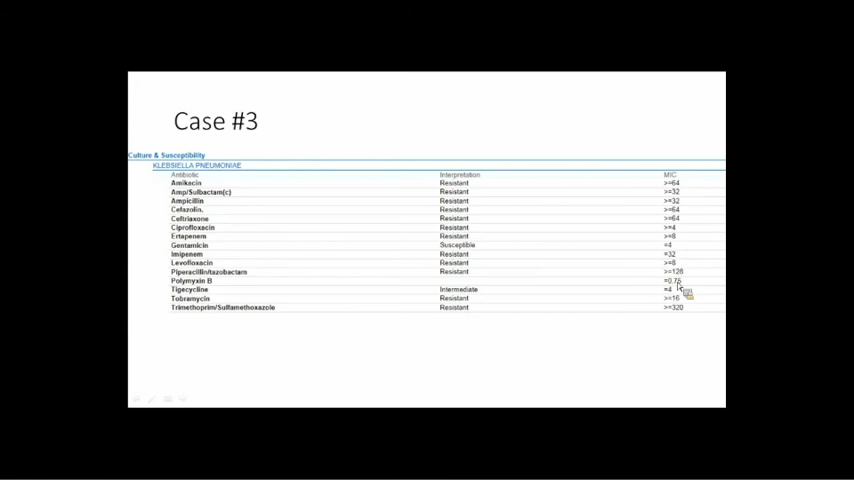 Case #3
Culture & Susceptibility
KLEBSIELLA PNEUMONIAE
Antibiotic Interpretation MIC
Amikacin Resistant >=64
Amp/Sulbactam(c) Resistant >=32
Ampicillin Resistant >=32
Cefazolin. Resistant >=64
Ceftriaxone Resistant >=64
Ciprofloxacin Resistant >=4
Ertapenem Resistant >=8
Gentamicin Susceptible =4
Imipenem Resistant =32
Levofloxacin Resistant >=8
Piperacillin/tazobactam Resistant >=128
Polymyxin B =0.75
Tigecycline Intermediate =4
Tobramycin Resistant >=16
Trimethoprim/Sulfamethoxazole Resistant >=320